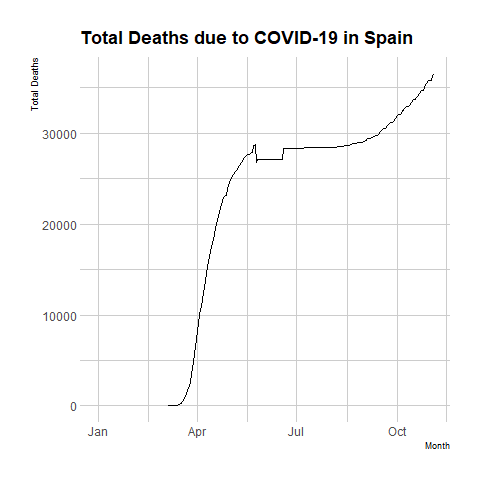 Total Deaths due to COVID-19 in Spain
Total Deaths
30000
20000
10000
0
Jan Apr Jul Oct
Month